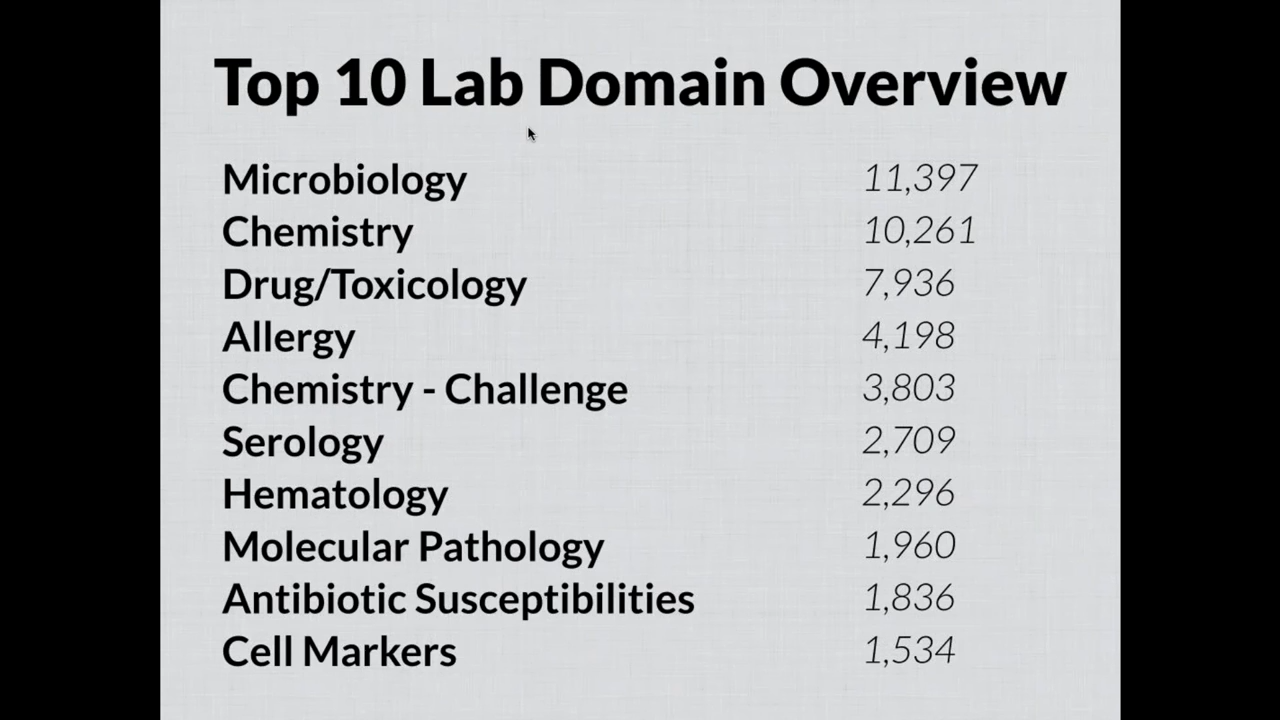 Top 10 Lab Domain Overview
Microbiology 11,397
Chemistry 10,261
Drug/Toxicology 7,936
Allergy 4,198
Chemistry - Challenge 3,803
Serology 2,709
Hematology 2,296
Molecular Pathology 1,960
Antibiotic Susceptibilities 1,836
Cell Markers 1,534